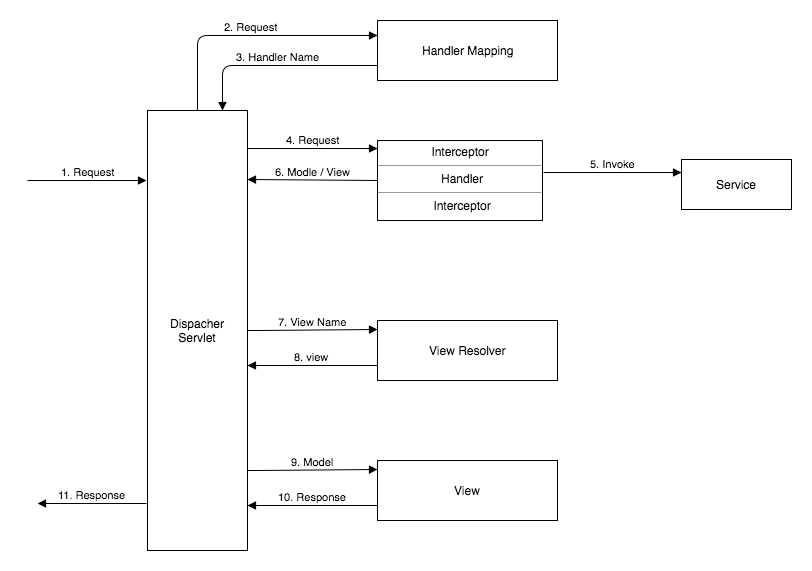 2. Request
Handler Mapping
3. Handler Name
4. Request
Interceptor
5. Invoke
1. Request
6. Modle / View
Handler
Service
Interceptor
Dispacher
Servlet
7. View Name
View Resolver
8. view
9. Model
View
11. Response
10. Response